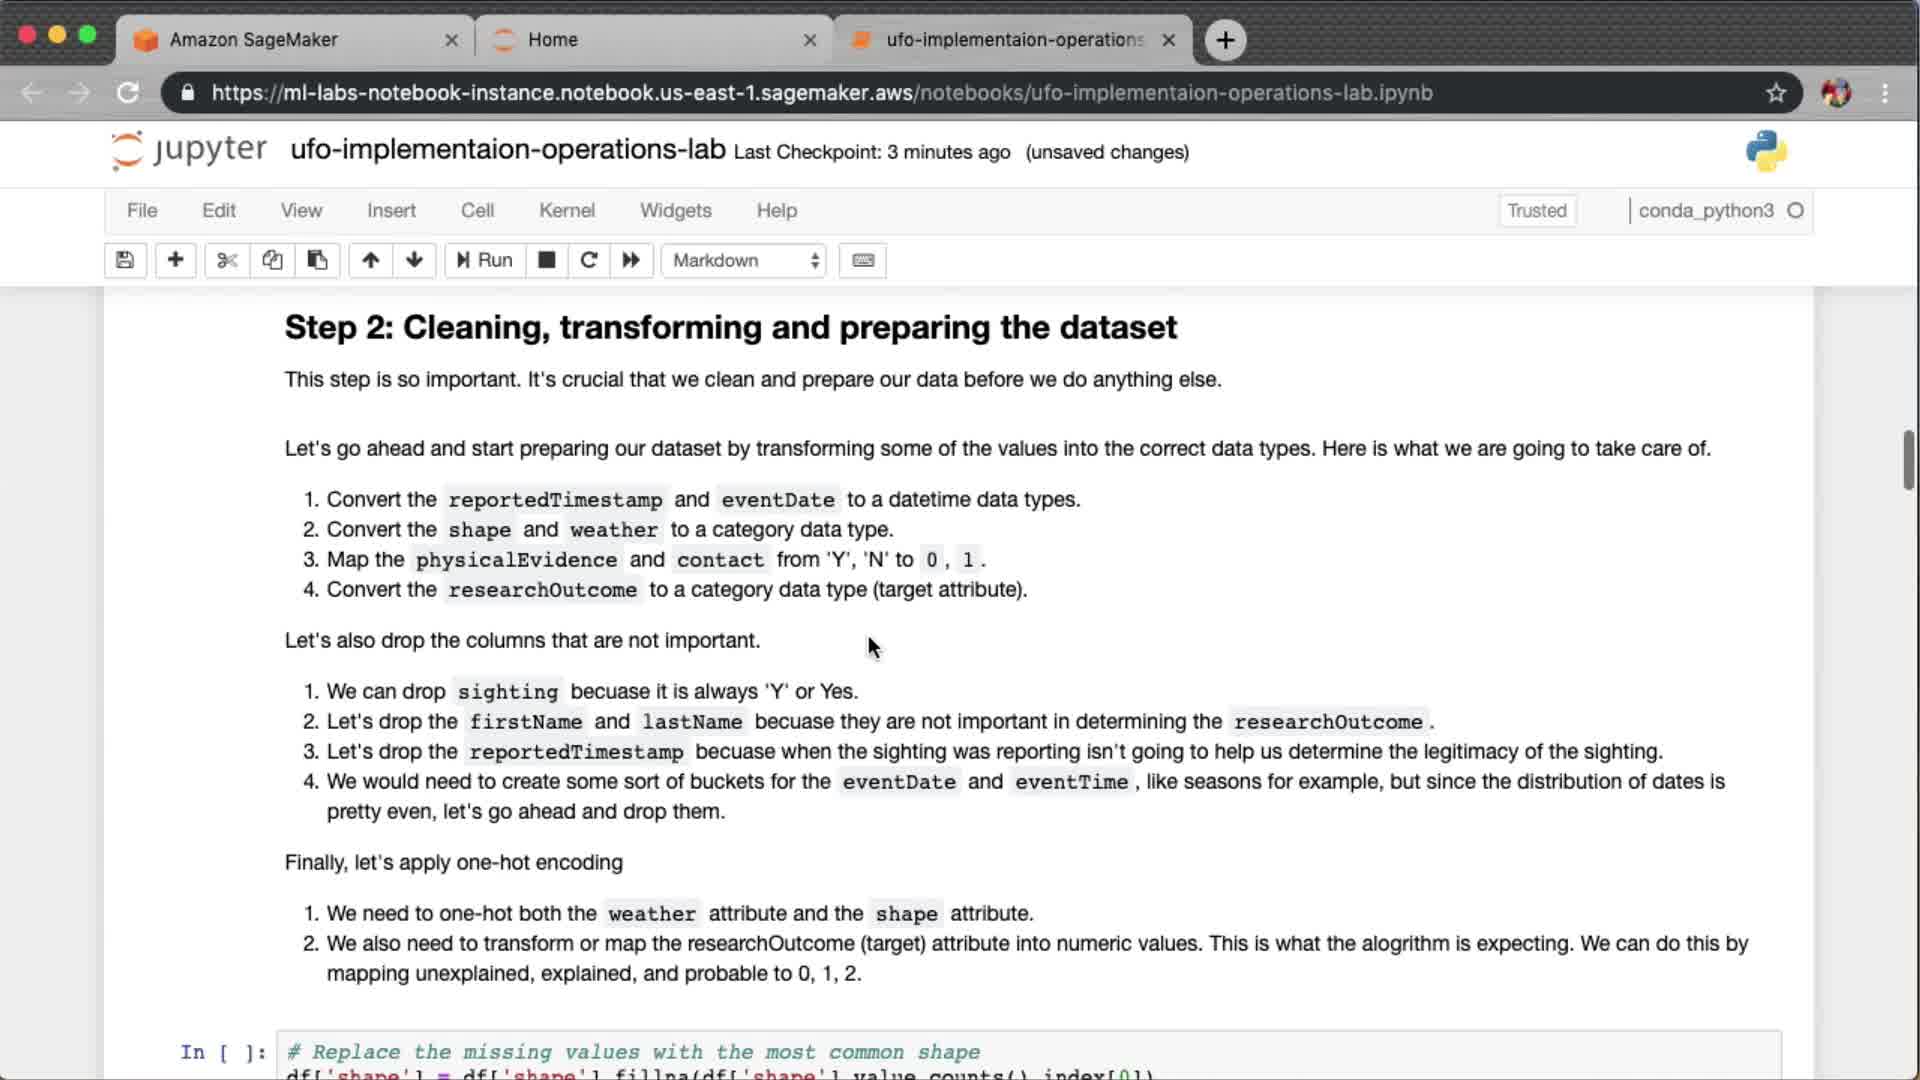 Amazon SageMaker
Home
ufo-implementaion-operations
https://ml-labs-notebook-instance.notebook.us-east-1.sagemaker.aws/notebooks/ufo-implementaion-operations-lab.ipynb
jupyter ufo-implementaion-operations-lab Last Checkpoint: 3 minutes ago (unsaved changes)
File Edit View Insert Cell Kernel Widgets Help Trusted conda_python3
Run Markdown
Step 2: Cleaning, transforming and preparing the dataset
This step is so important. It's crucial that we clean and prepare our data before we do anything else.
Let's go ahead and start preparing our dataset by transforming some of the values into the correct data types. Here is what we are going to take care of.
1. Convert the reportedTimestamp and eventDate to a datetime data types.
2. Convert the shape and weather to a category data type.
3. Map the physicalEvidence and contact from 'Y', 'N' to 0, 1.
4. Convert the researchOutcome to a category data type (target attribute).
Let's also drop the columns that are not important.
1. We can drop sighting becuase it is always 'Y' or Yes.
2. Let's drop the firstName and lastName becuase they are not important in determining the researchOutcome.
3. Let's drop the reportedTimestamp becuase when the sighting was reporting isn't going to help us determine the legitimacy of the sighting.
4. We would need to create some sort of buckets for the eventDate and eventTime, like seasons for example, but since the distribution of dates is
pretty even, let's go ahead and drop them.
Finally, let's apply one-hot encoding
1. We need to one-hot both the weather attribute and the shape attribute.
2. We also need to transform or map the researchOutcome (target) attribute into numeric values. This is what the alogrithm is expecting. We can do this by
mapping unexplained, explained, and probable to 0, 1, 2.
In [ ]: # Replace the missing values with the most common shape
df['shape'] = df['shape'].fillna(df['shape'].value_counts().index[0])